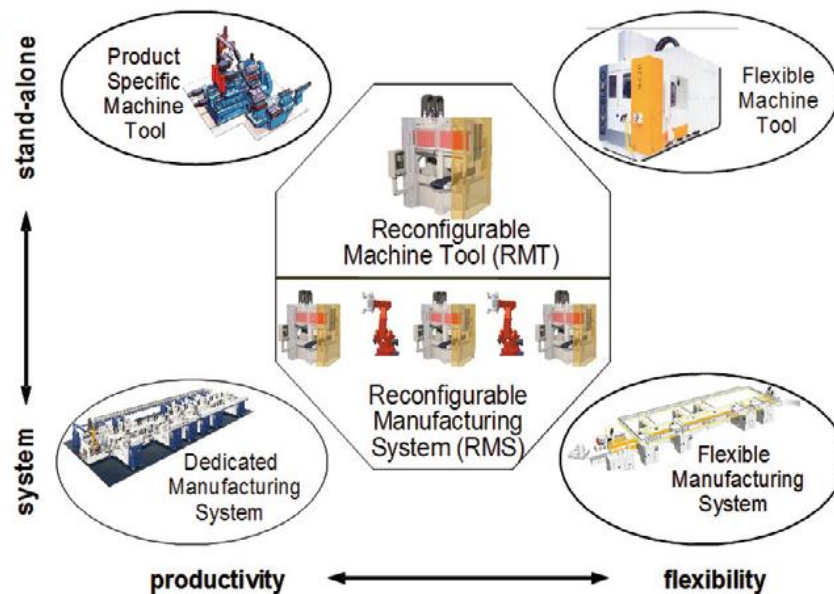 stand-alone
system
Product
Specific
Machine
Tool
Flexible
Machine
Tool
Reconfigurable
Machine Tool (RMT)
Reconfigurable
Manufacturing
System (RMS)
Dedicated
Manufacturing
System
Flexible
Manufacturing
System
productivity
flexibility